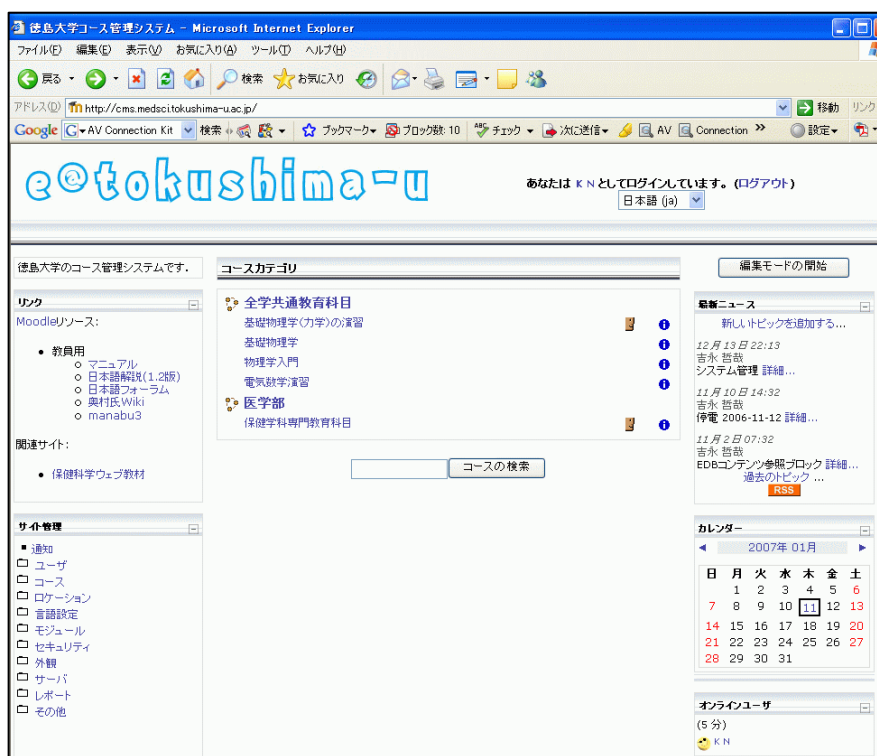 徳島大学コース管理システム - Microsoft Internet Explorer
ファイル(F) 編集(E) 表示(V) お気に入り(A) ツール(T) ヘルプ(H)
戻る 検索 お気に入り
アドレス(D) http://cms.medsci.tokushima-u.ac.jp/ 移動 リンク
Google G AV Connection Kit 検索 ブックマーク ブロック数: 10 チェック 次に送信 AV Connection » 設定
e@tokushima-u
あなたは K N としてログインしています。 (ログアウト)
日本語 (ja)
徳島大学のコース管理システムです.
リンク
Moodleリソース:
教員用
マニュアル
日本語解説(1.2版)
日本語フォーラム
奥村氏Wiki
manabu3
関連サイト:
保健科学ウェブ教材
サイト管理
通知
ユーザ
コース
ロケーション
言語設定
モジュール
セキュリティ
外観
サーバ
レポート
その他
コースカテゴリ
全学共通教育科目
基礎物理学(力学)の演習
基礎物理学
物理学入門
電気数学演習
医学部
保健学科専門教育科目
コースの検索
編集モードの開始
最新ニュース
新しいトピックを追加する...
12月 13日 22:13
吉永 哲哉
システム管理 詳細...
11月 10日 14:32
吉永 哲哉
停電 2006-11-12 詳細...
11月 2日 07:32
吉永 哲哉
EDBコンテンツ参照ブロック 詳細...
過去のトピック ...
RSS
カレンダー
◄ 2007年 01月 ►
日 月 火 水 木 金 土
1 2 3 4 5 6
7 8 9 10 11 12 13
14 15 16 17 18 19 20
21 22 23 24 25 26 27
28 29 30 31
オンラインユーザ
(5 分)
K N